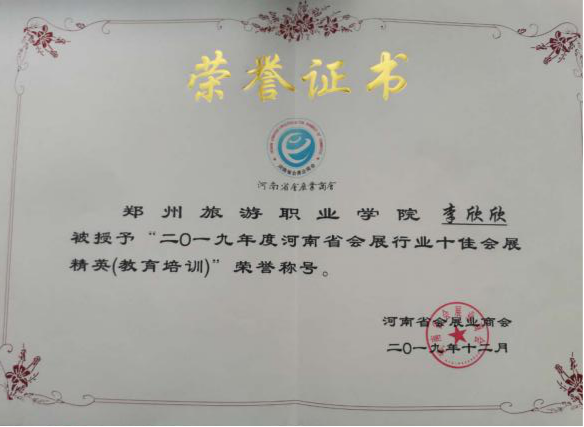 荣誉证书
河南省会展业商会
郑州旅游职业学院 李欣欣
被授予“二〇一九年度河南省会展行业十佳会展
精英(教育培训)”荣誉称号。
河南省会展业商会
二〇一九年十二月